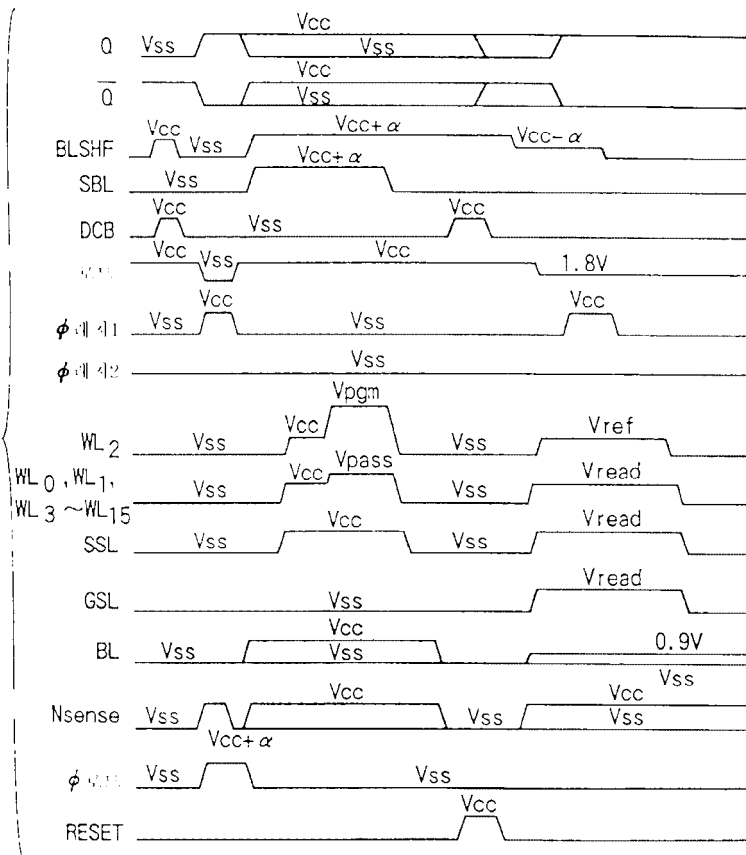 Vcc
Q Vss Vss
Vcc
Q̅ Vss
BLSHF Vcc Vss Vcc+α Vcc-α
SBL Vss Vcc+α
DCB Vcc Vss Vcc
Vcc Vss Vcc 1.8V
φ Vss Vcc Vss Vcc
φ Vss
WL2 Vss Vcc Vpgm Vss Vref
WL0, WL1,
WL3 ~WL15 Vss Vcc Vpass Vss Vread
SSL Vss Vcc Vss Vread
GSL Vss Vread
BL Vss Vcc Vss 0.9V
Vss
Nsense Vss Vcc Vss Vcc Vss
Vcc+α
φ Vss Vss
RESET Vcc